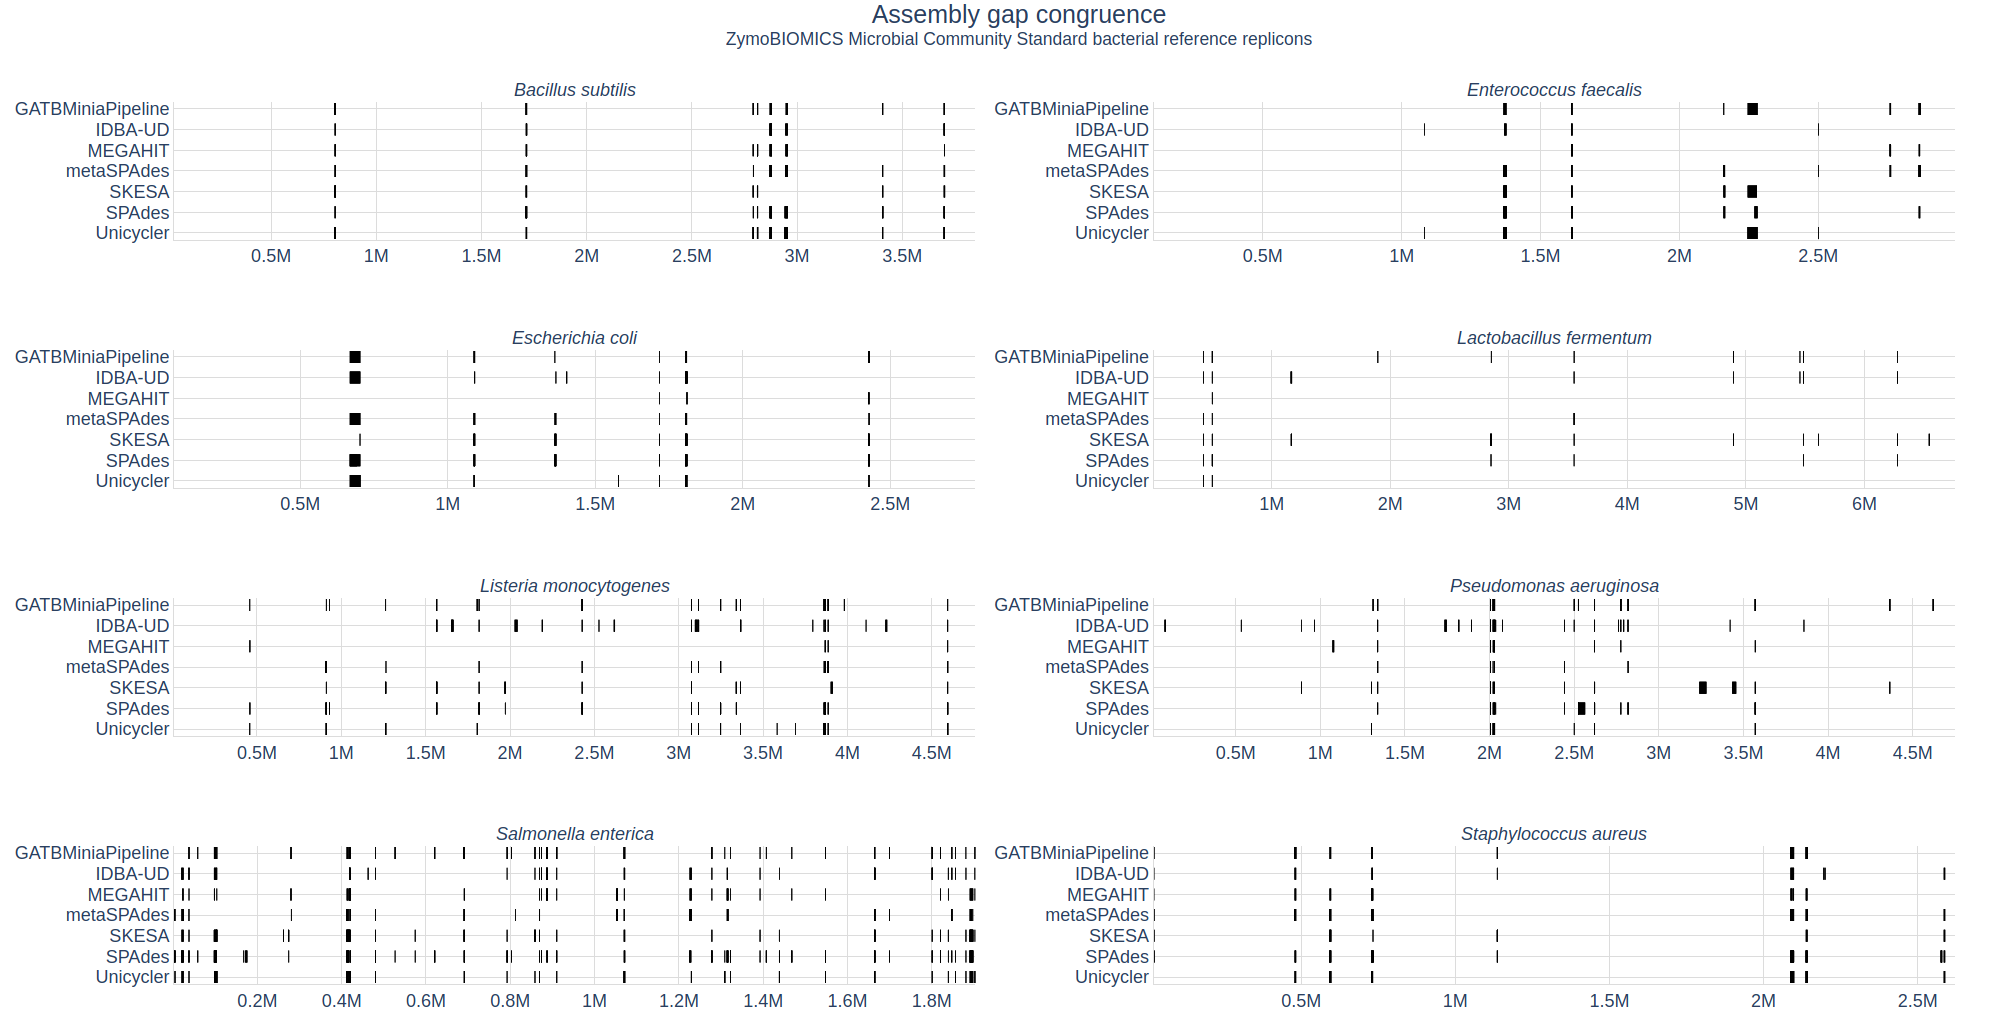 Assembly gap congruence
ZymoBIOMICS Microbial Community Standard bacterial reference replicons
Bacillus subtilis
GATBMiniaPipeline
IDBA-UD
MEGAHIT
metaSPAdes
SKESA
SPAdes
Unicycler
0.5M 1M 1.5M 2M 2.5M 3M 3.5M
Enterococcus faecalis
GATBMiniaPipeline
IDBA-UD
MEGAHIT
metaSPAdes
SKESA
SPAdes
Unicycler
0.5M 1M 1.5M 2M 2.5M
Escherichia coli
GATBMiniaPipeline
IDBA-UD
MEGAHIT
metaSPAdes
SKESA
SPAdes
Unicycler
0.5M 1M 1.5M 2M 2.5M
Lactobacillus fermentum
GATBMiniaPipeline
IDBA-UD
MEGAHIT
metaSPAdes
SKESA
SPAdes
Unicycler
1M 2M 3M 4M 5M 6M
Listeria monocytogenes
GATBMiniaPipeline
IDBA-UD
MEGAHIT
metaSPAdes
SKESA
SPAdes
Unicycler
0.5M 1M 1.5M 2M 2.5M 3M 3.5M 4M 4.5M
Pseudomonas aeruginosa
GATBMiniaPipeline
IDBA-UD
MEGAHIT
metaSPAdes
SKESA
SPAdes
Unicycler
0.5M 1M 1.5M 2M 2.5M 3M 3.5M 4M 4.5M
Salmonella enterica
GATBMiniaPipeline
IDBA-UD
MEGAHIT
metaSPAdes
SKESA
SPAdes
Unicycler
0.2M 0.4M 0.6M 0.8M 1M 1.2M 1.4M 1.6M 1.8M
Staphylococcus aureus
GATBMiniaPipeline
IDBA-UD
MEGAHIT
metaSPAdes
SKESA
SPAdes
Unicycler
0.5M 1M 1.5M 2M 2.5M